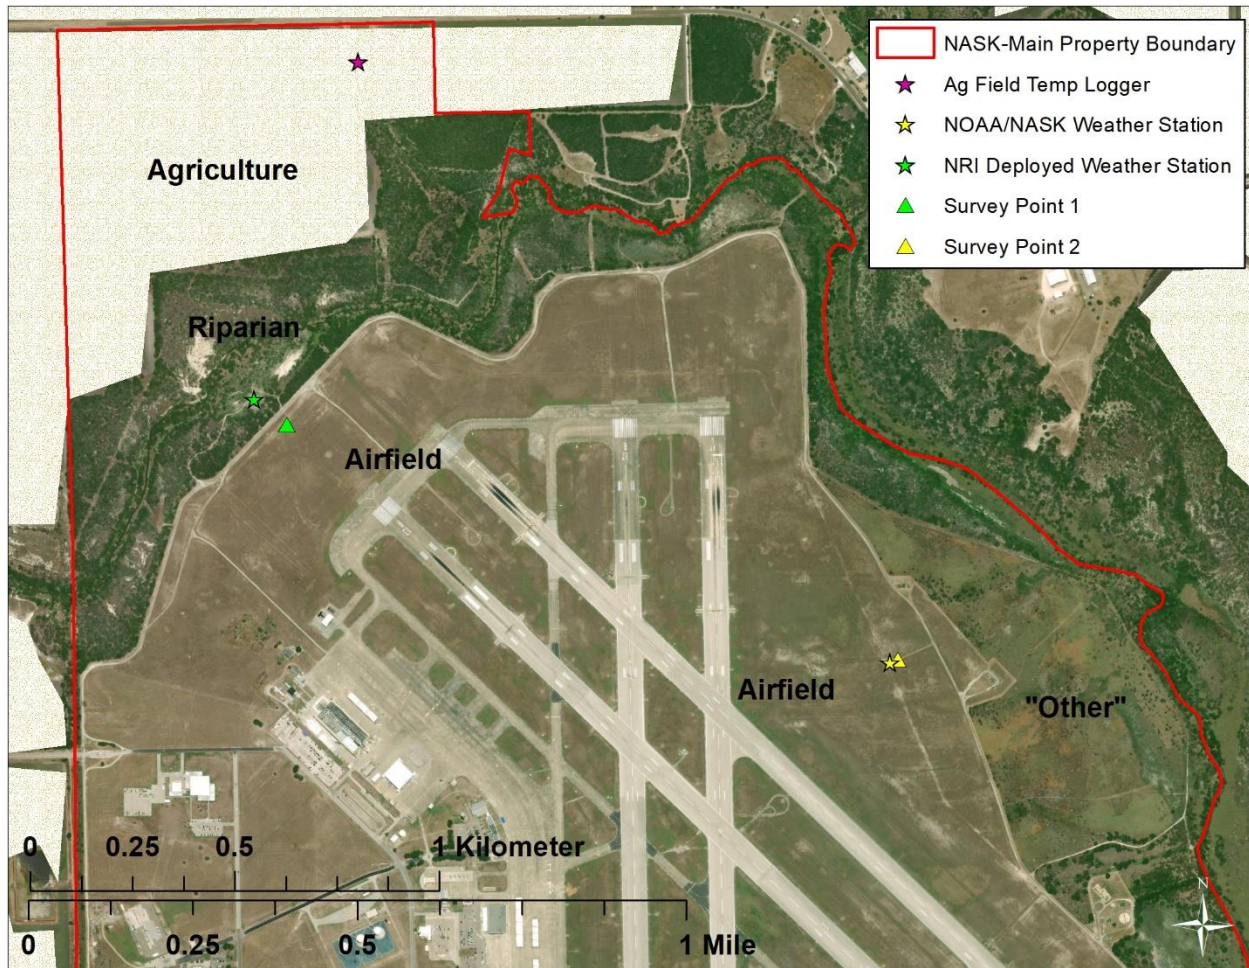 NASK-Main Property Boundary
Ag Field Temp Logger
NOAA/NASK Weather Station
NRI Deployed Weather Station
Survey Point 1
Survey Point 2
Agriculture
Riparian
Airfield
Airfield
"Other"
0 0.25 0.5 1 Kilometer
0 0.25 0.5 1 Mile
N